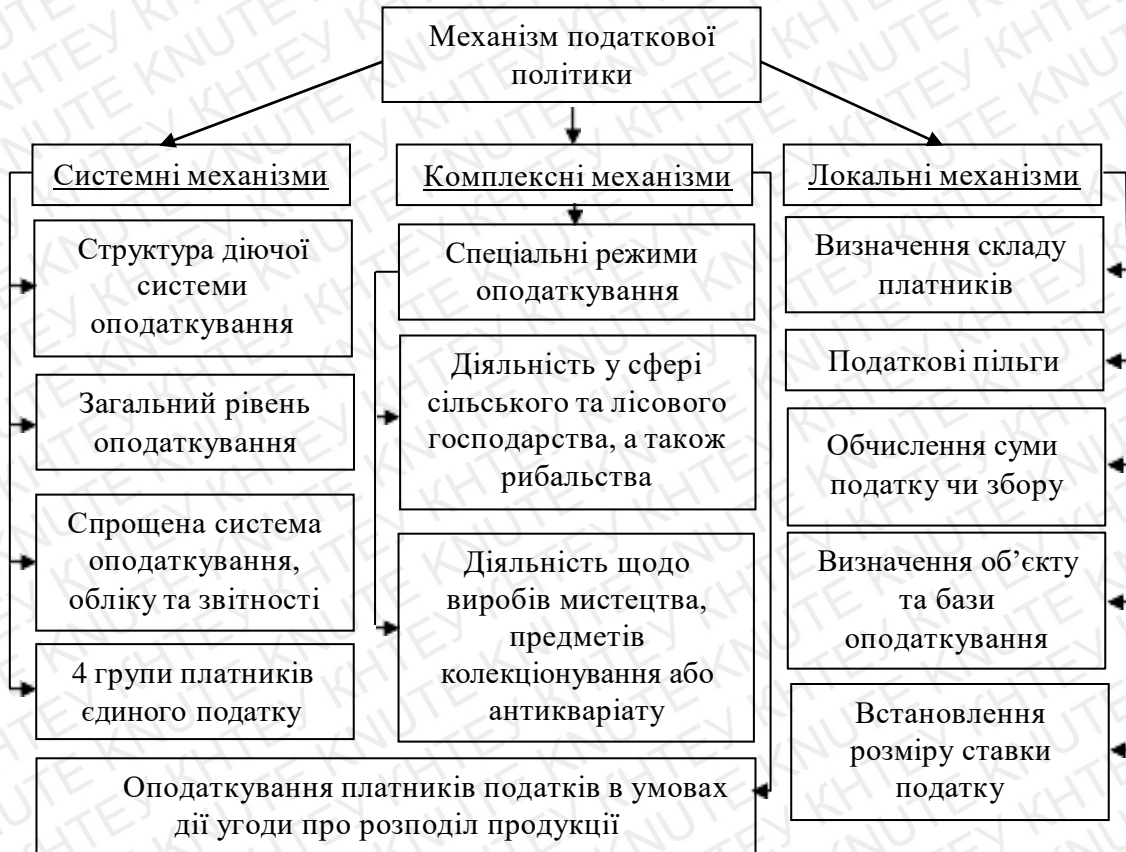 Механізм податкової
політики
Системні механізми
Структура діючої
системи
оподаткування
Загальний рівень
оподаткування
Спрощена система
оподаткування,
обліку та звітності
4 групи платників
єдиного податку
Комплексні механізми
Спеціальні режими
оподаткування
Діяльність у сфері
сільського та лісового
господарства, а також
рибальства
Діяльність щодо
виробів мистецтва,
предметів
колекціонування або
антикваріату
Оподаткування платників податків в умовах
дії угоди про розподіл продукції
Локальні механізми
Визначення складу
платників
Податкові пільги
Обчислення суми
податку чи збору
Визначення об’єкту
та бази
оподаткування
Встановлення
розміру ставки
податку